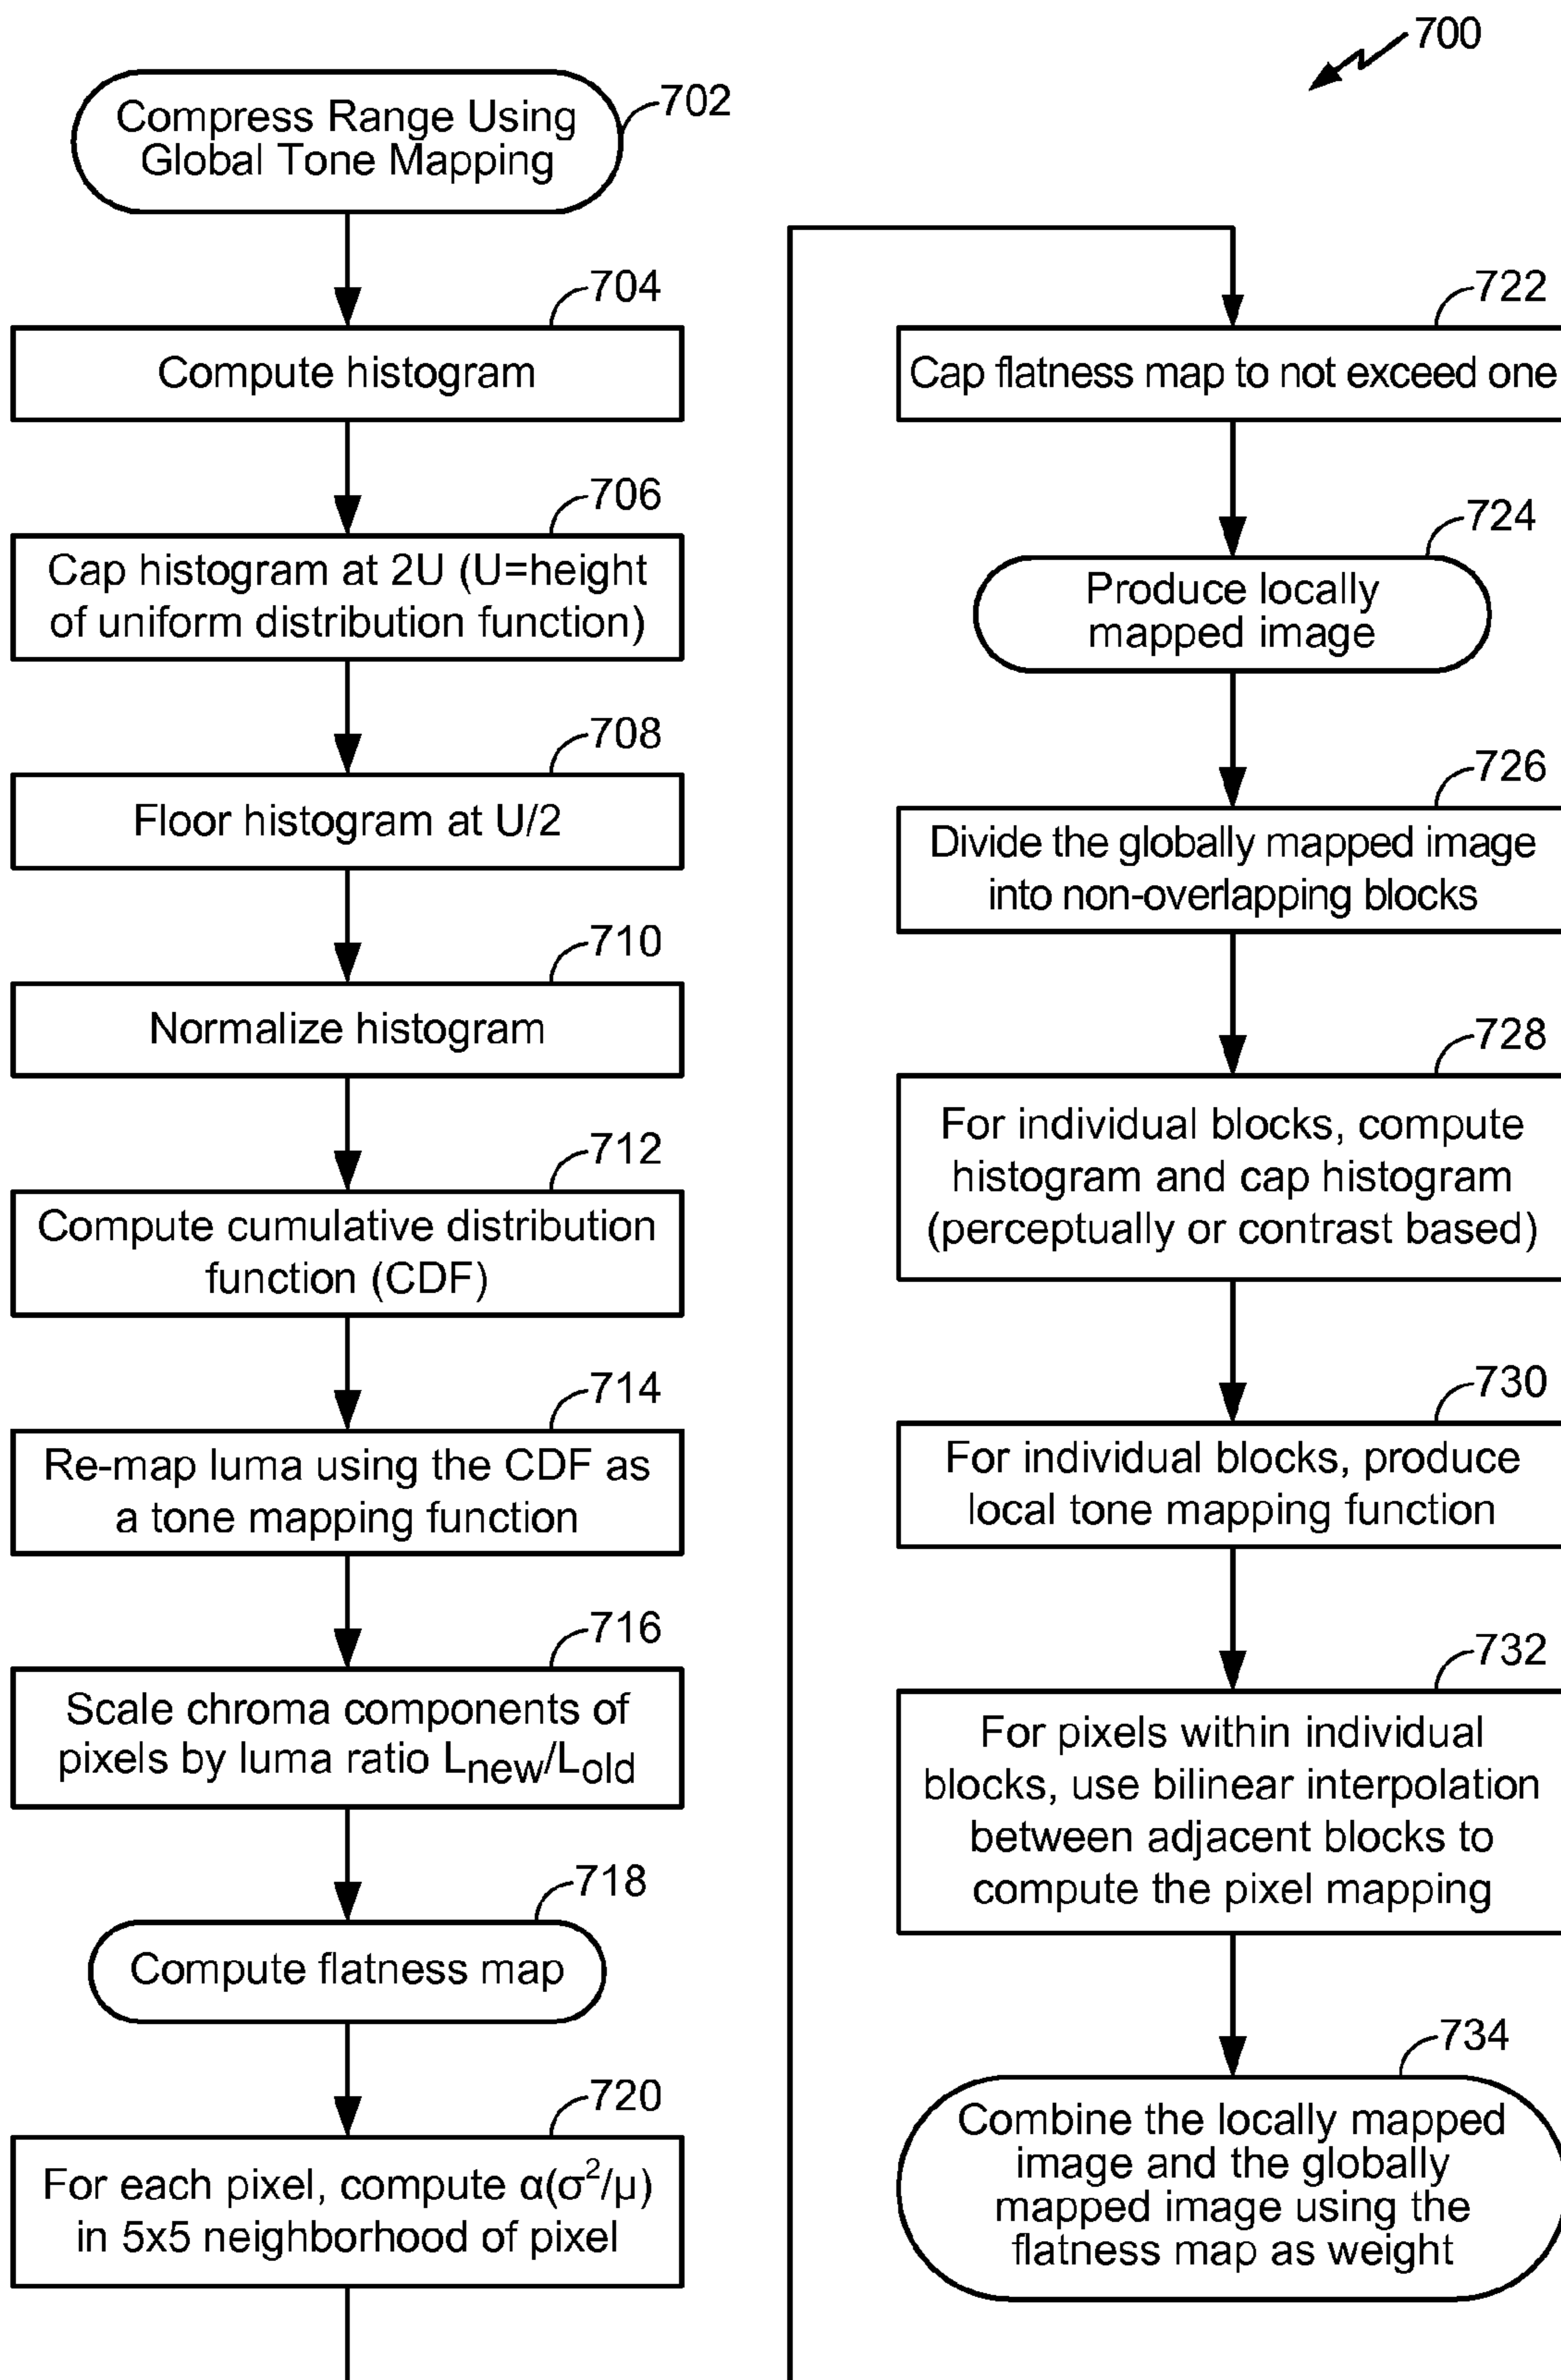 700
702
Compress Range Using
Global Tone Mapping
704
Compute histogram
706
Cap histogram at 2U (U=height
of uniform distribution function)
708
Floor histogram at U/2
710
Normalize histogram
712
Compute cumulative distribution
function (CDF)
714
Re-map luma using the CDF as
a tone mapping function
716
Scale chroma components of
pixels by luma ratio Lnew/Lold
718
Compute flatness map
720
For each pixel, compute α(σ²/μ)
in 5x5 neighborhood of pixel
722
Cap flatness map to not exceed one
724
Produce locally
mapped image
726
Divide the globally mapped image
into non-overlapping blocks
728
For individual blocks, compute
histogram and cap histogram
(perceptually or contrast based)
730
For individual blocks, produce
local tone mapping function
732
For pixels within individual
blocks, use bilinear interpolation
between adjacent blocks to
compute the pixel mapping
734
Combine the locally mapped
image and the globally
mapped image using the
flatness map as weight